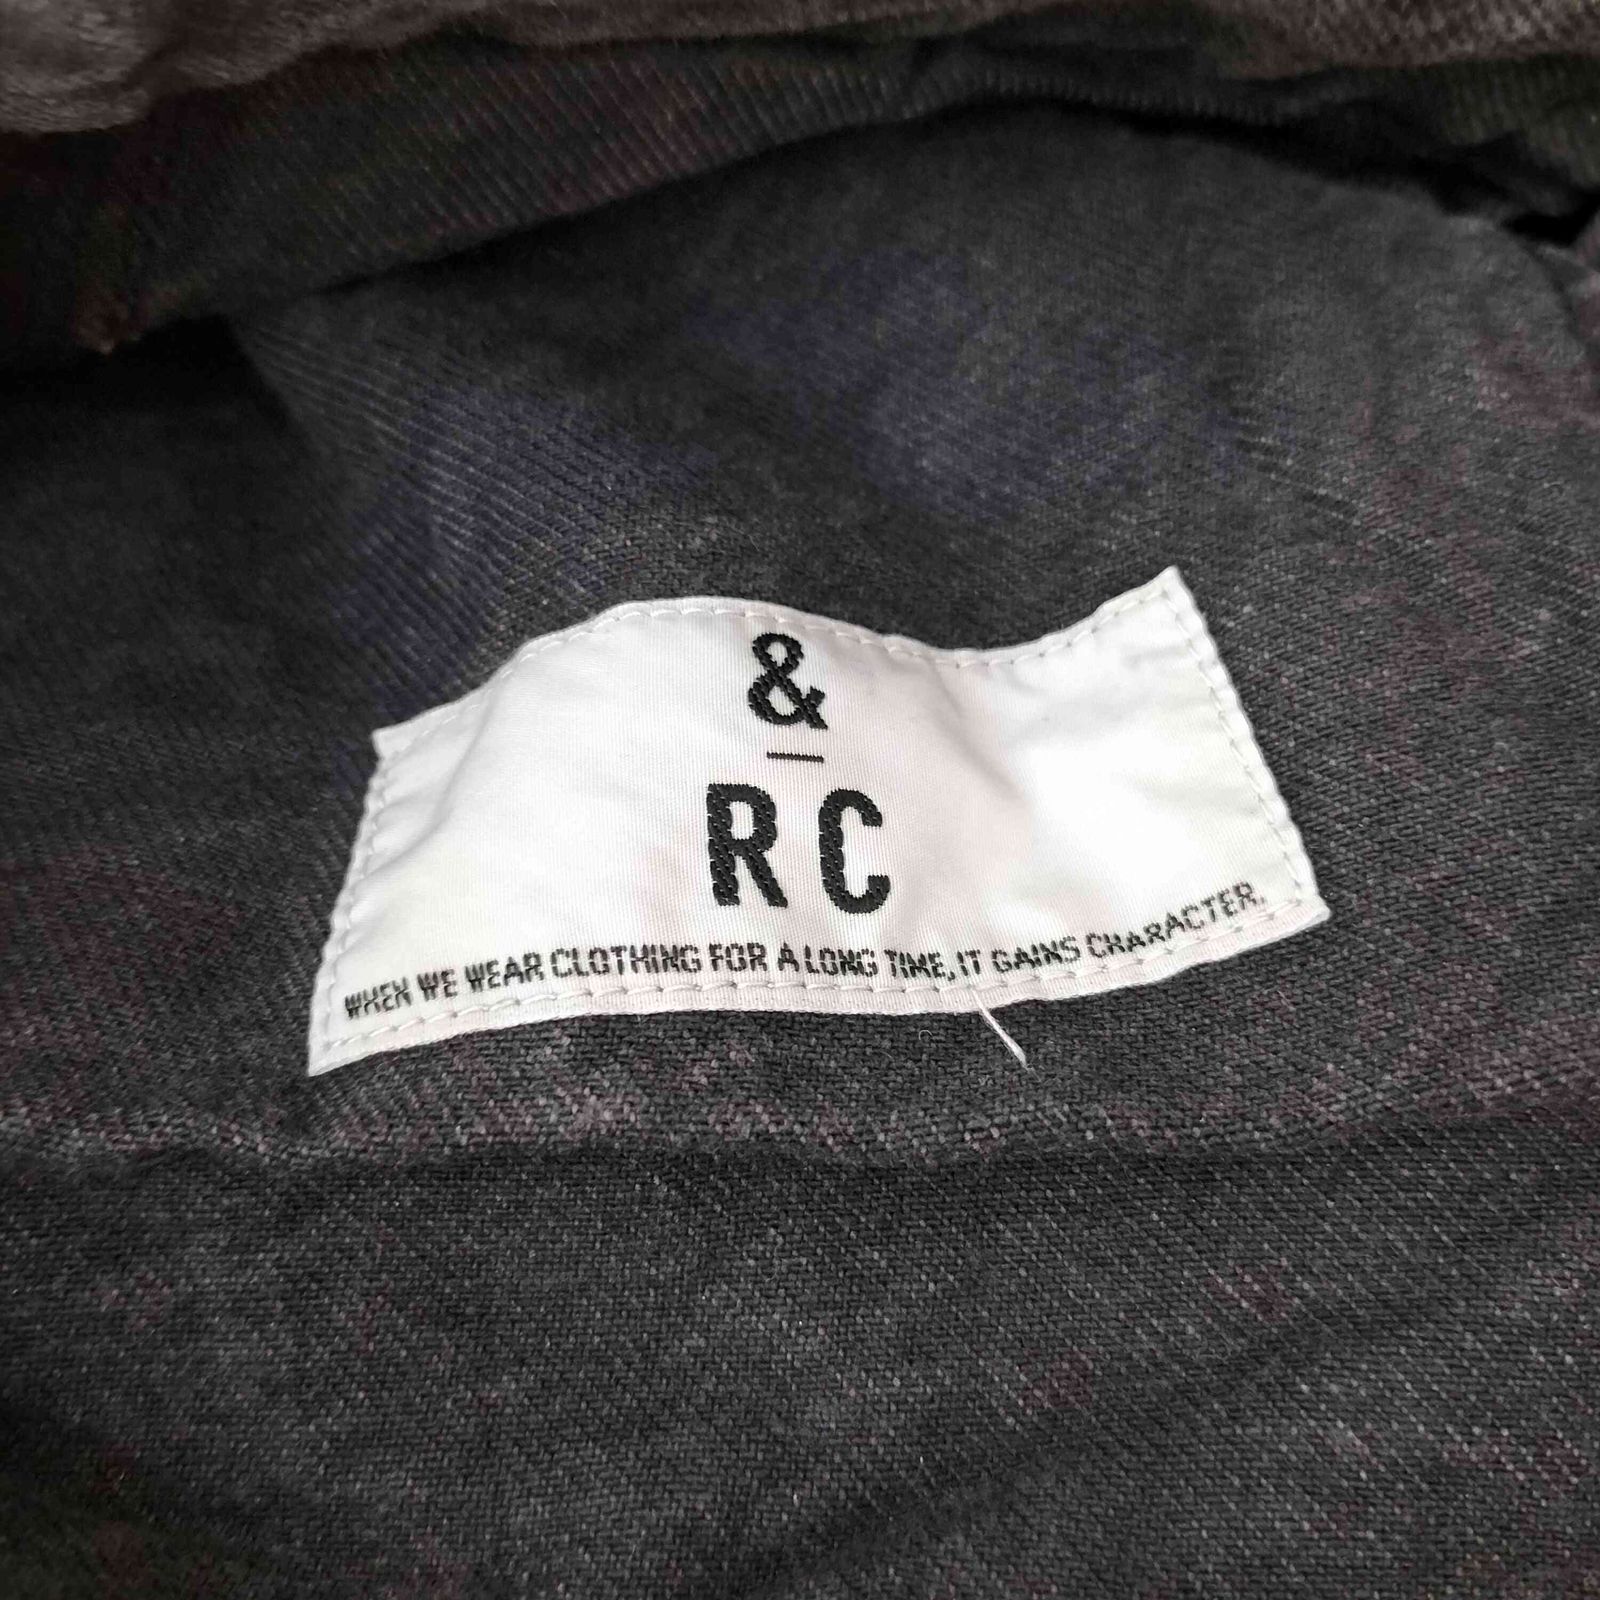 &
RC
WHEN WE WEAR CLOTHING FOR A LONG TIME, IT GAINS CHARACTER.